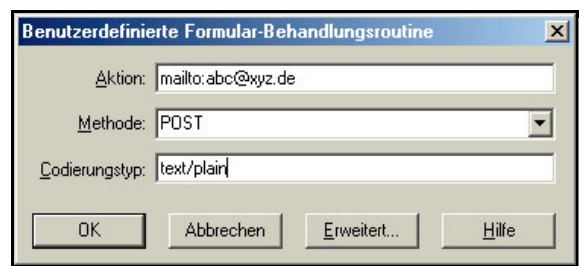 Benutzerdefinierte Formular-Behandlungsroutine
Aktion: mailto:abc@xyz.de
Methode: POST
Codierungstyp: text/plain
OK Abbrechen Erweitert... Hilfe